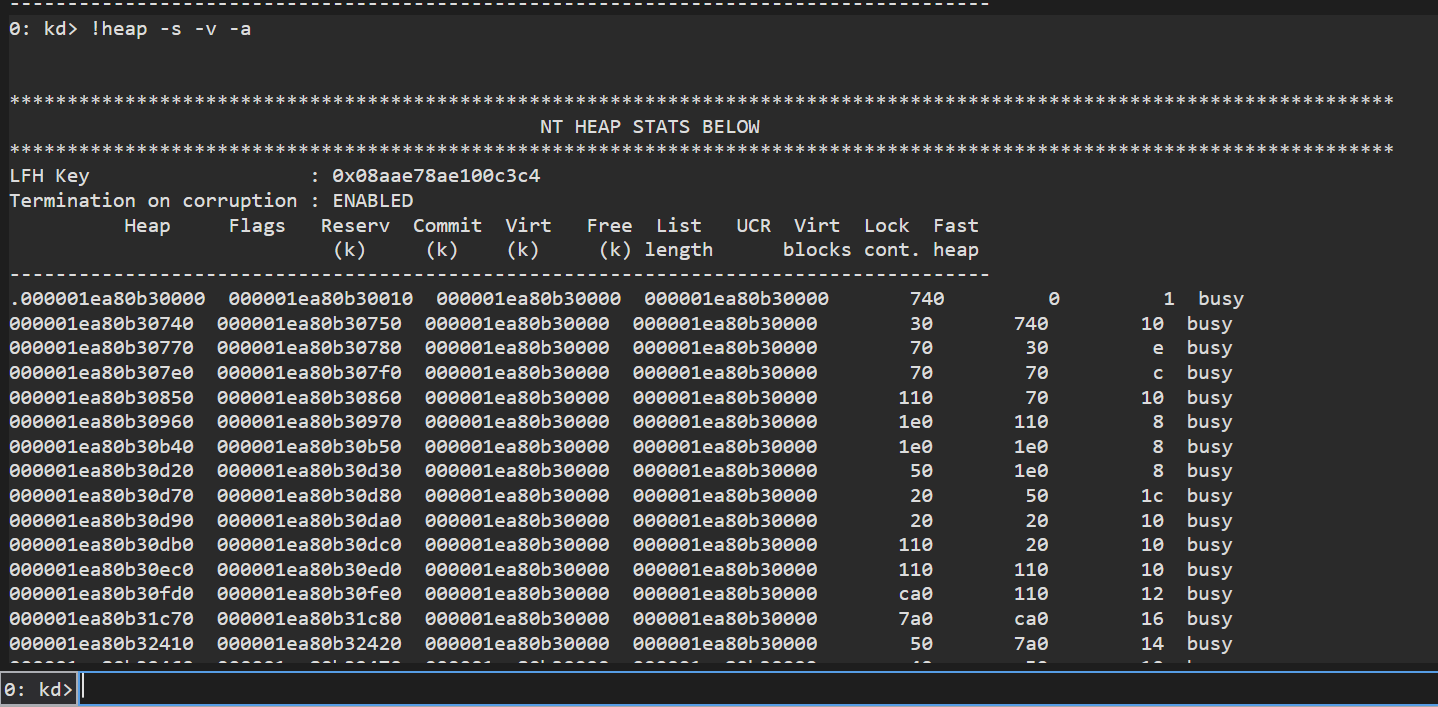 --------------------------------------------------------------------------------
0: kd> !heap -s -v -a
************************************************************************************************************************
NT HEAP STATS BELOW
************************************************************************************************************************
LFH Key                   : 0x08aae78ae100c3c4
Termination on corruption : ENABLED
          Heap     Flags   Reserv  Commit  Virt   Free  List   UCR  Virt  Lock  Fast
                            (k)     (k)    (k)     (k) length      blocks cont. heap
-------------------------------------------------------------------------------------
.000001ea80b30000  000001ea80b30010  000001ea80b30000  000001ea80b30000       740         0         1  busy
000001ea80b30740  000001ea80b30750  000001ea80b30000  000001ea80b30000        30       740        10  busy
000001ea80b30770  000001ea80b30780  000001ea80b30000  000001ea80b30000        70        30         e  busy
000001ea80b307e0  000001ea80b307f0  000001ea80b30000  000001ea80b30000        70        70         c  busy
000001ea80b30850  000001ea80b30860  000001ea80b30000  000001ea80b30000       110        70        10  busy
000001ea80b30960  000001ea80b30970  000001ea80b30000  000001ea80b30000       1e0       110         8  busy
000001ea80b30b40  000001ea80b30b50  000001ea80b30000  000001ea80b30000       1e0       1e0         8  busy
000001ea80b30d20  000001ea80b30d30  000001ea80b30000  000001ea80b30000        50       1e0         8  busy
000001ea80b30d70  000001ea80b30d80  000001ea80b30000  000001ea80b30000        20        50        1c  busy
000001ea80b30d90  000001ea80b30da0  000001ea80b30000  000001ea80b30000        20        20        10  busy
000001ea80b30db0  000001ea80b30dc0  000001ea80b30000  000001ea80b30000       110        20        10  busy
000001ea80b30ec0  000001ea80b30ed0  000001ea80b30000  000001ea80b30000       110       110        10  busy
000001ea80b30fd0  000001ea80b30fe0  000001ea80b30000  000001ea80b30000       ca0       110        12  busy
000001ea80b31c70  000001ea80b31c80  000001ea80b30000  000001ea80b30000       7a0       ca0        16  busy
000001ea80b32410  000001ea80b32420  000001ea80b30000  000001ea80b30000        50       7a0        14  busy
0: kd>